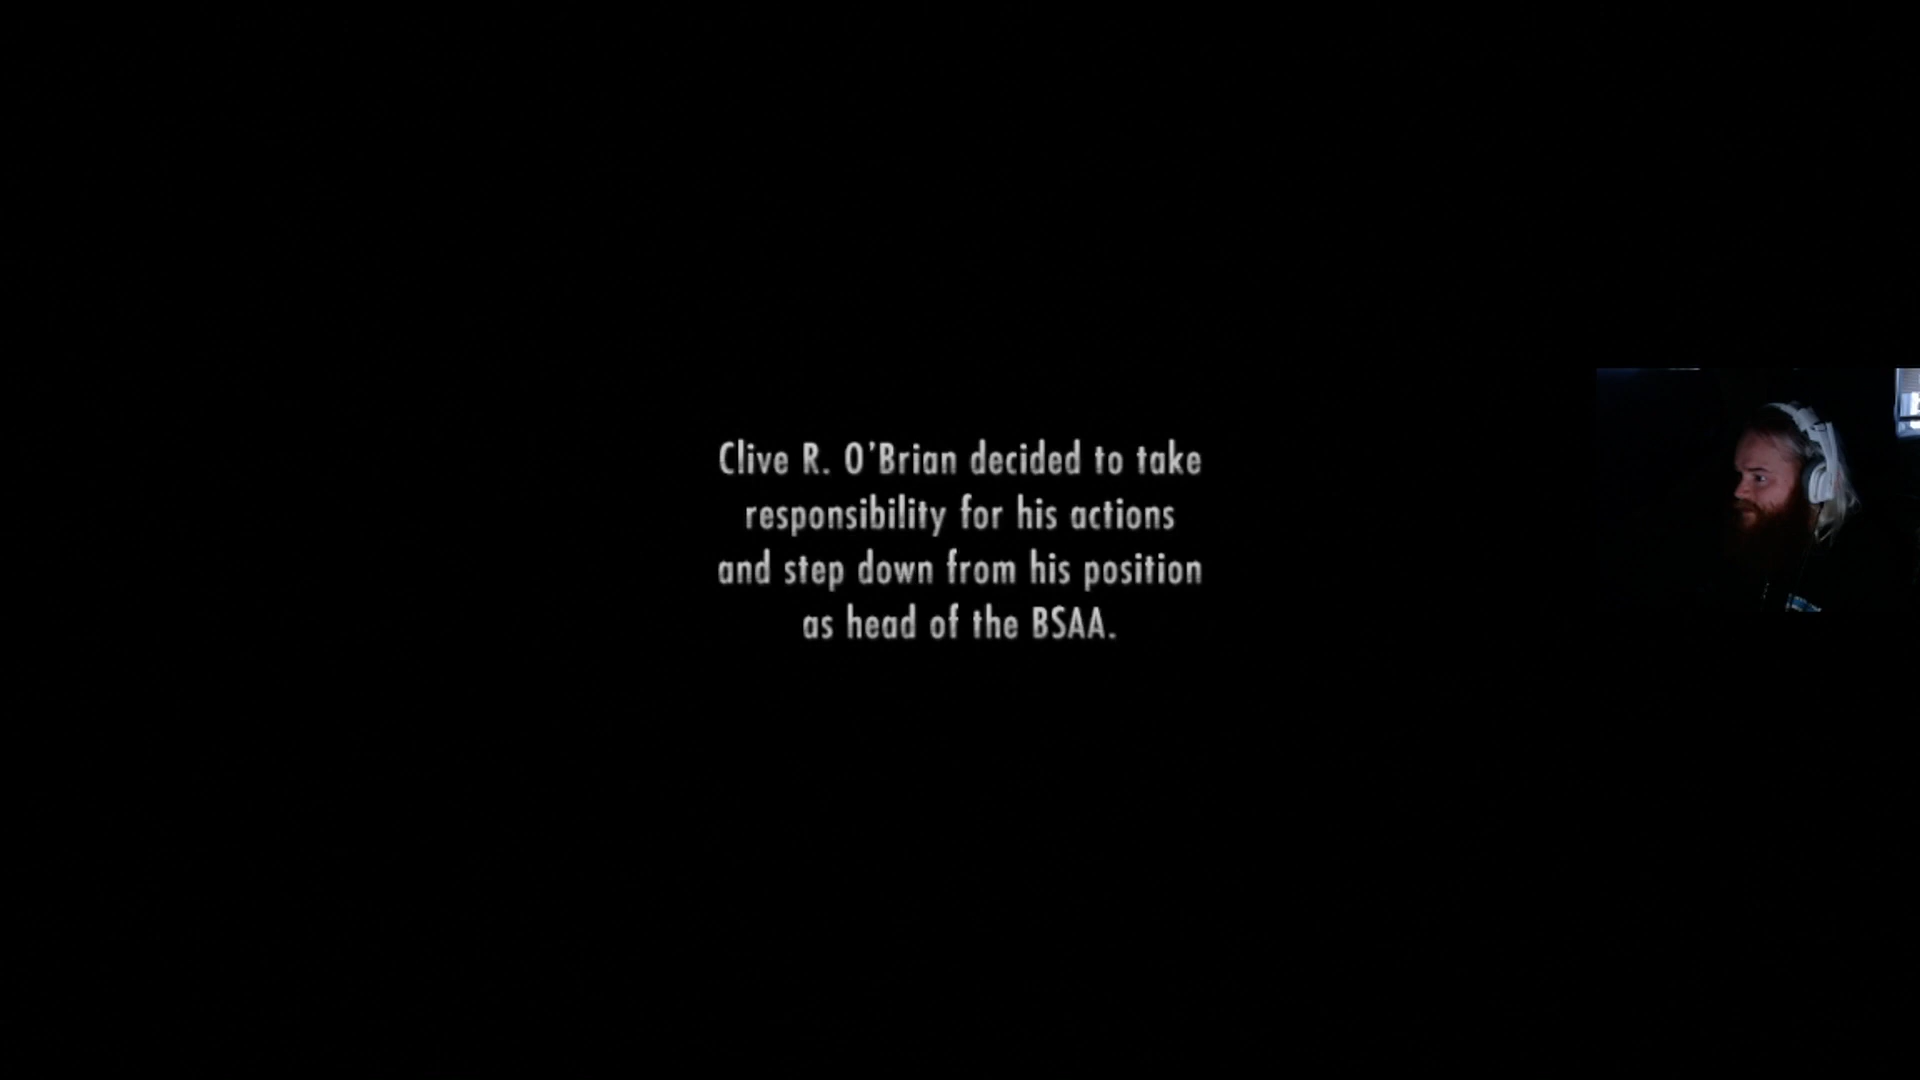 Clive R. O'Brian decided to take
responsibility for his actions
and step down from his position
as head of the BSAA.